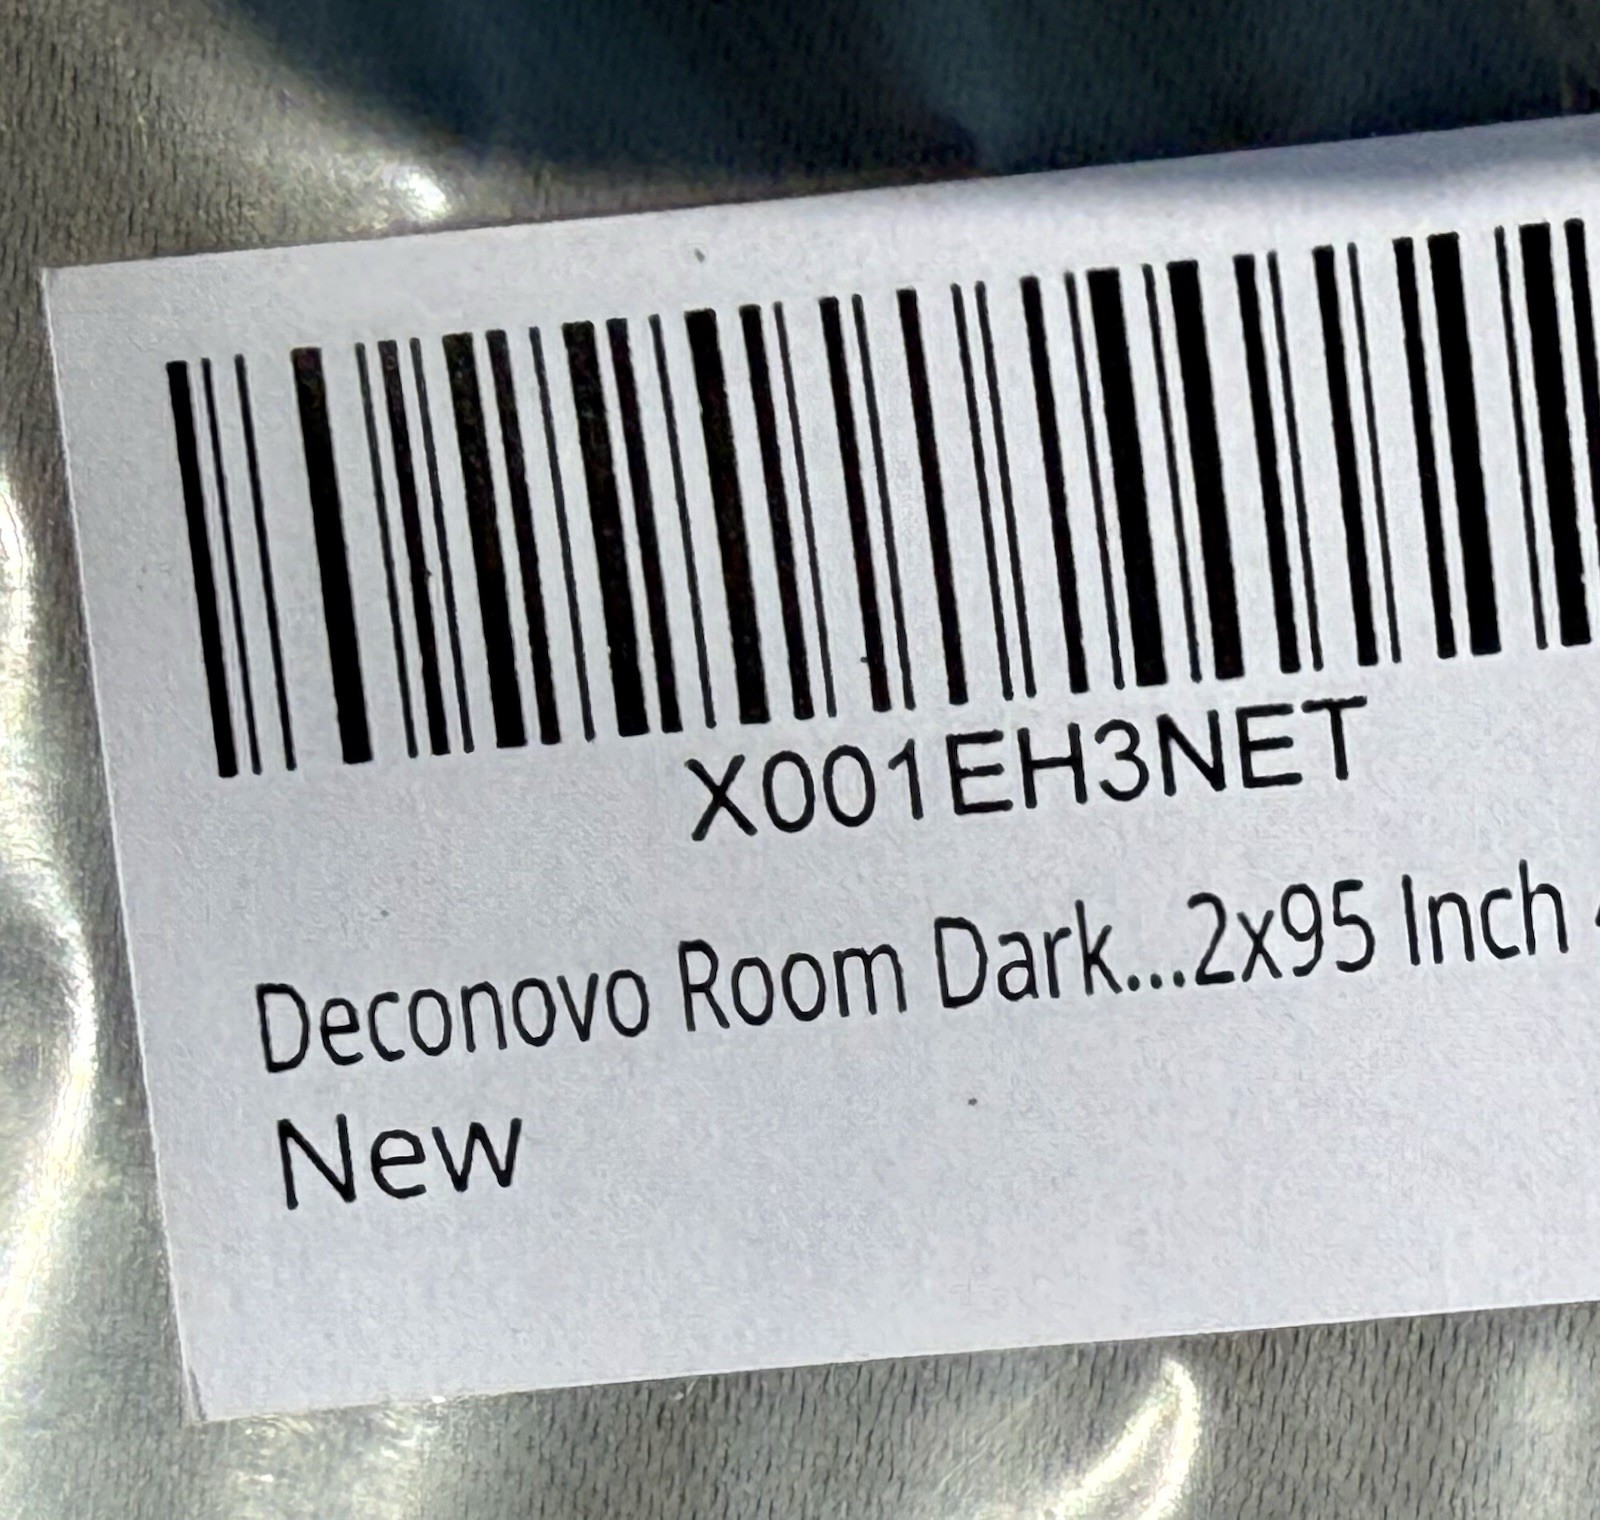 X001EH3NET
Deconovo Room Dark...2x95 Inch
New